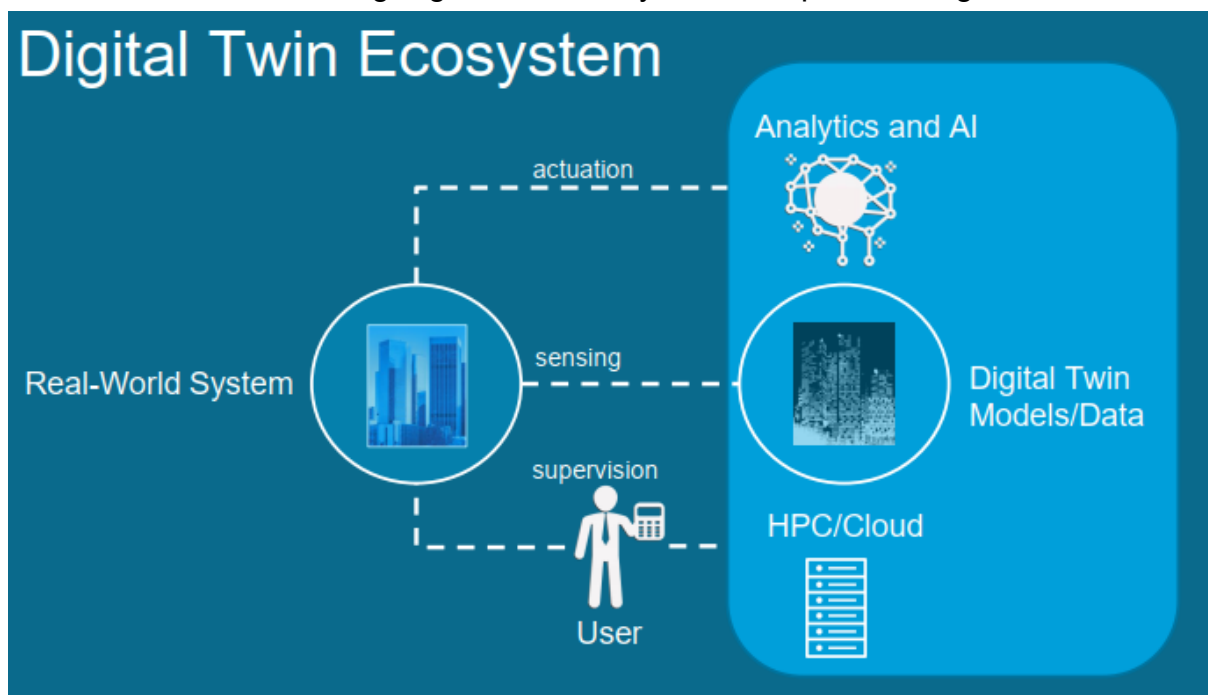 Digital Twin Ecosystem
Analytics and AI
actuation
Real-World System
sensing
Digital Twin
Models/Data
supervision
HPC/Cloud
User